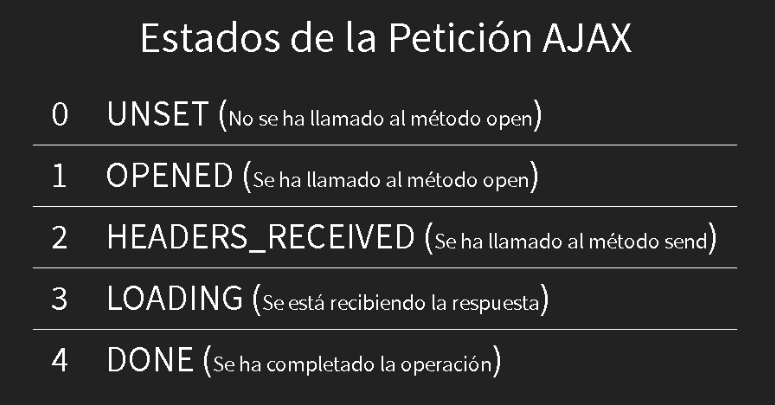 Estados de la Petición AJAX
0 UNSET (No se ha llamado al método open)
1 OPENED (Se ha llamado al método open)
2 HEADERS_RECEIVED (Se ha llamado al método send)
3 LOADING (Se está recibiendo la respuesta)
4 DONE (Se ha completado la operación)